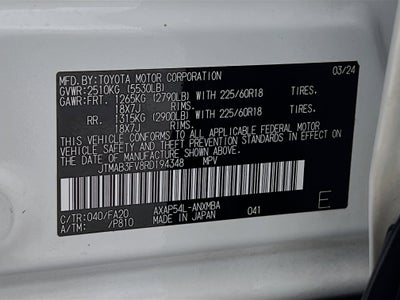 MFD.BY:TOYOTA MOTOR CORPORATION 03/24
GVWR:2510KG (5530LB)
GAWR:FRT. 1265KG (2790LB) WITH 225/60R18
18X7J RIMS.
RR. 1315KG (2900LB) WITH 225/60R18
18X7J RIMS.
THIS VEHICLE CONFORMS TO ALL APPLICABLE FEDERAL MOTOR
VEHICLE SAFETY AND THEFT PREVENTION STANDARDS IN EFFECT ON
THE DATE OF MANUFACTURE SHOWN ABOVE.
JTMAB3FV8RD194348 MPV
C/TR:040/FA20 AXAP54L-ANXMBA 041
A/TM: /P810 MADE IN JAPAN
E